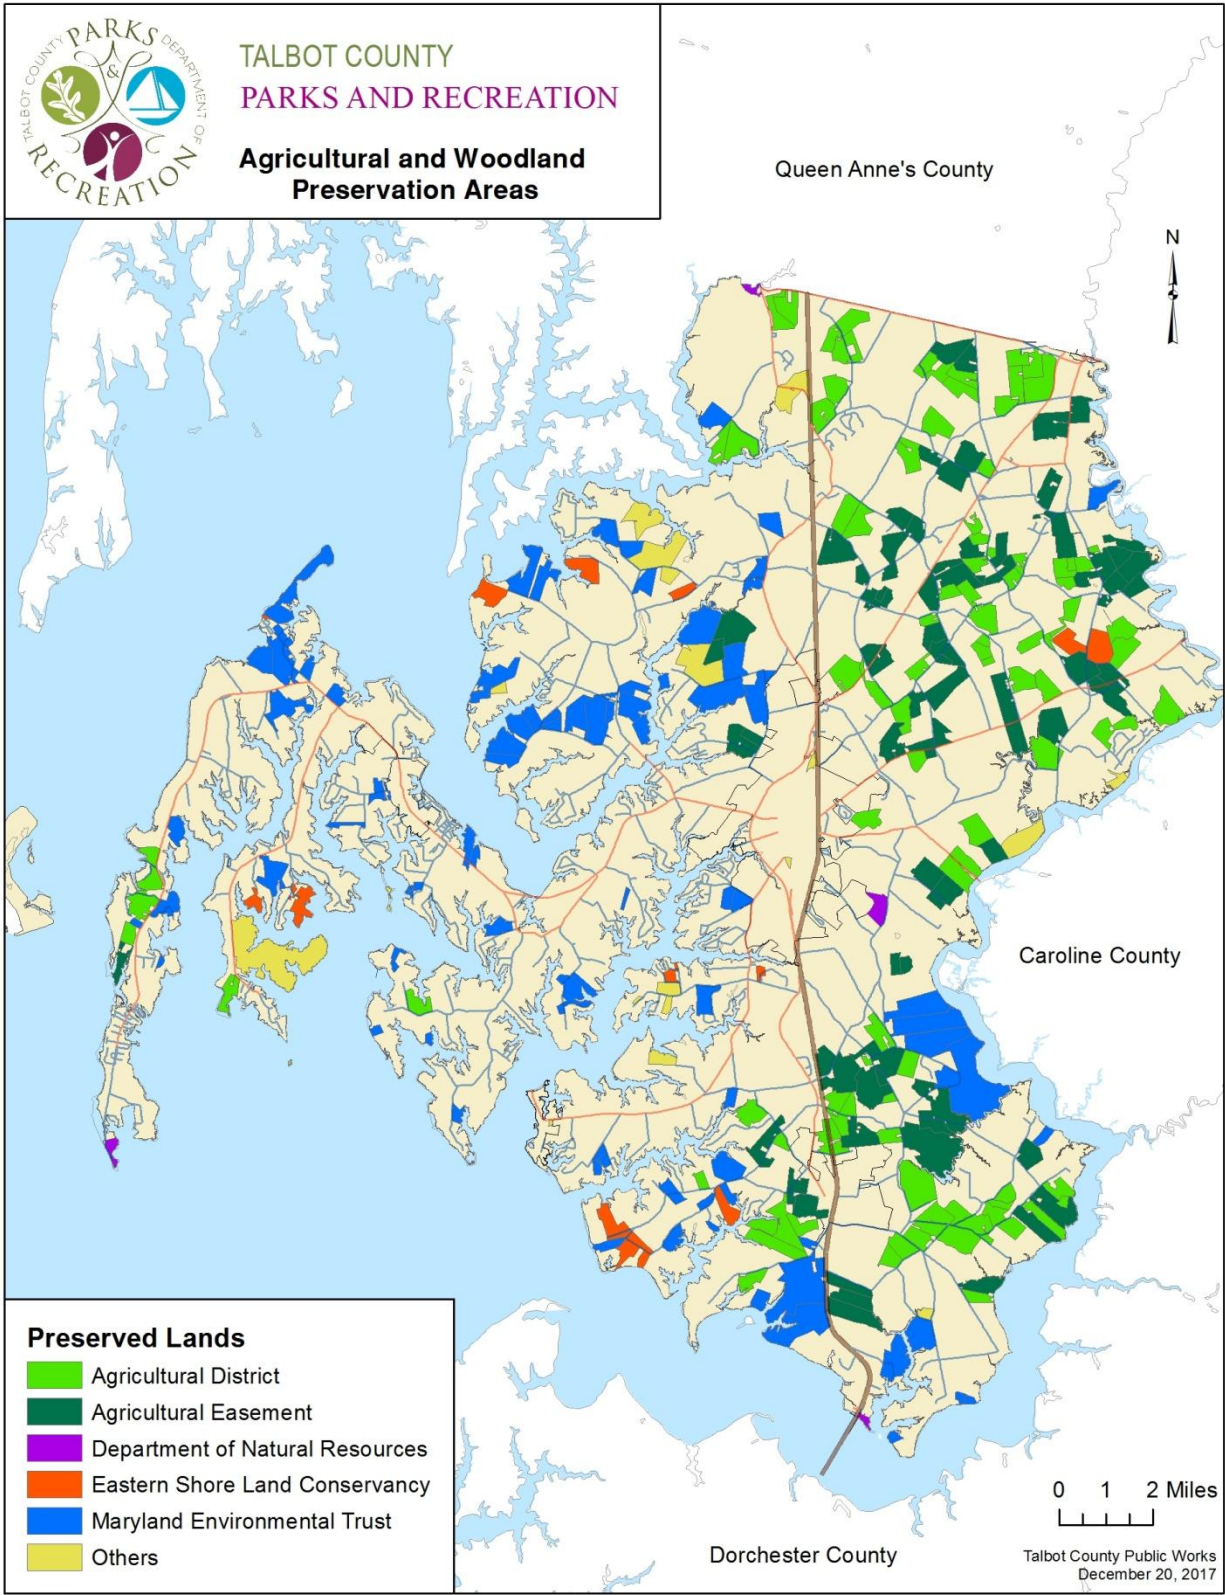 TALBOT COUNTY PARKS & RECREATION DEPARTMENT OF
TALBOT COUNTY
PARKS AND RECREATION
Agricultural and Woodland
Preservation Areas
Queen Anne's County
N
Caroline County
Preserved Lands
Agricultural District
Agricultural Easement
Department of Natural Resources
Eastern Shore Land Conservancy
Maryland Environmental Trust
Others
0 1 2 Miles
Dorchester County
Talbot County Public Works
December 20, 2017